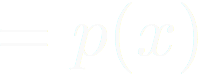 = p(x)